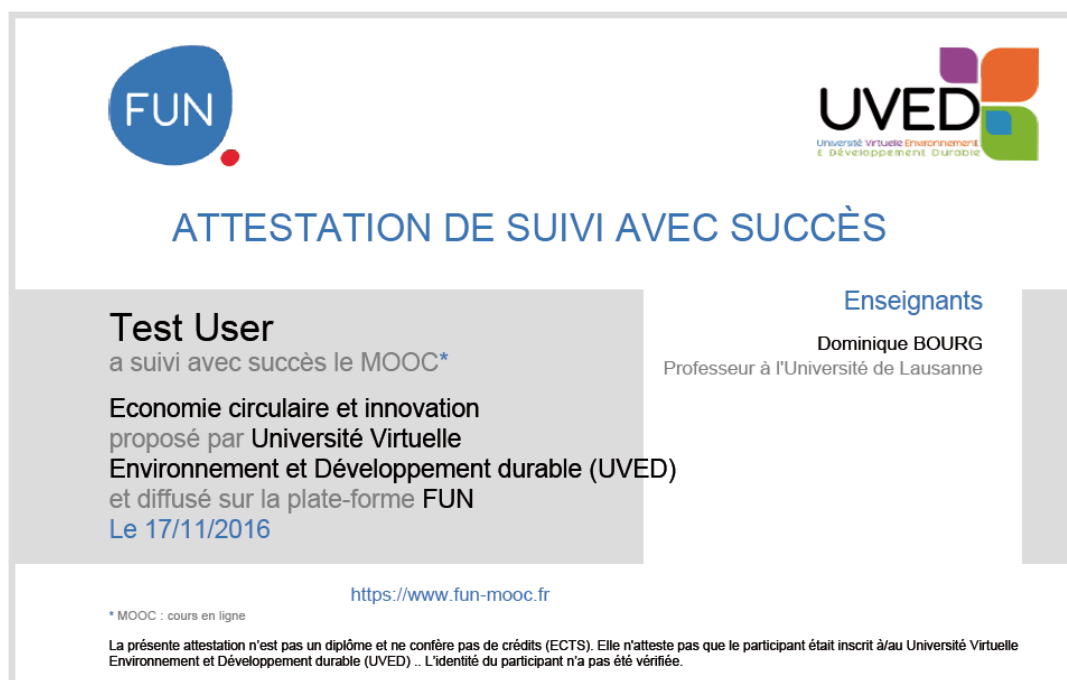 FUN
UVED
Université Virtuelle Environnement
& Développement Durable
ATTESTATION DE SUIVI AVEC SUCCÈS
Enseignants
Dominique BOURG
Professeur à l'Université de Lausanne
Test User
a suivi avec succès le MOOC*
Economie circulaire et innovation
proposé par Université Virtuelle
Environnement et Développement durable (UVED)
et diffusé sur la plate-forme FUN
Le 17/11/2016
https://www.fun-mooc.fr
* MOOC : cours en ligne
La présente attestation n'est pas un diplôme et ne confère pas de crédits (ECTS). Elle n'atteste pas que le participant était inscrit à/au Université Virtuelle
Environnement et Développement durable (UVED) .. L'identité du participant n'a pas été vérifiée.